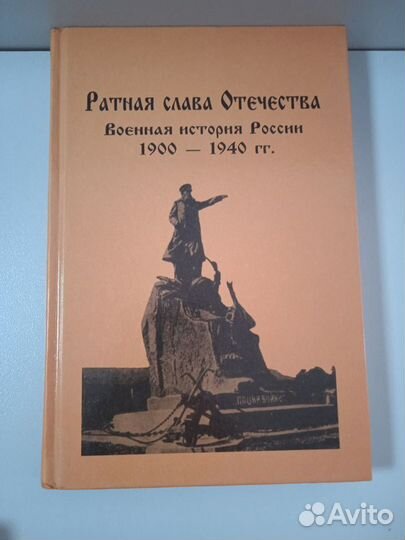 Ратная слава Отечества
Военная история России
1900 — 1940 гг.
Avito